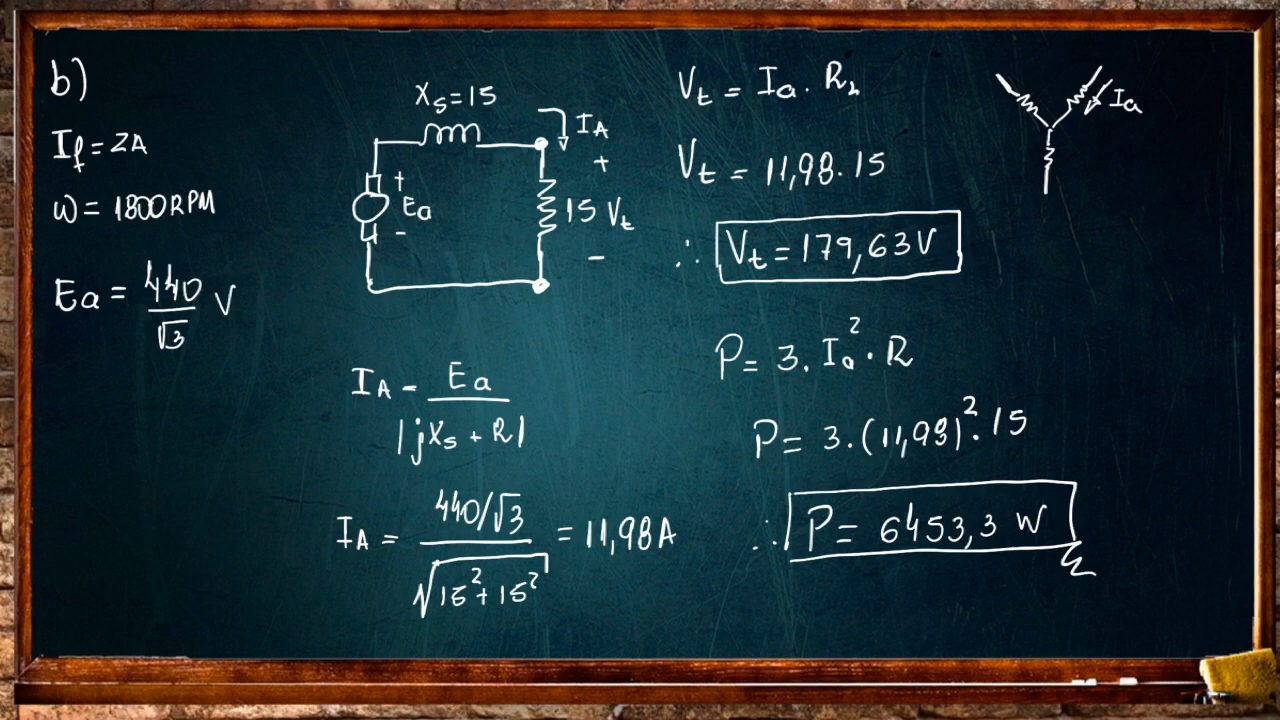 b)
If = 2A
W = 1800 RPM
Ea = 440/√3 V
Xs = 15
IA
+
+ Ea -
15 Vt
-
IA = Ea / |jXs + R|
IA = 440/√3 / √15² + 15² = 11,98A
Vt = Ia . R
Vt = 11,98 . 15
∴ Vt = 179,63V
P = 3. Ia² . R
P = 3.(11,98)² . 15
∴ P = 6453,3 W
Ia